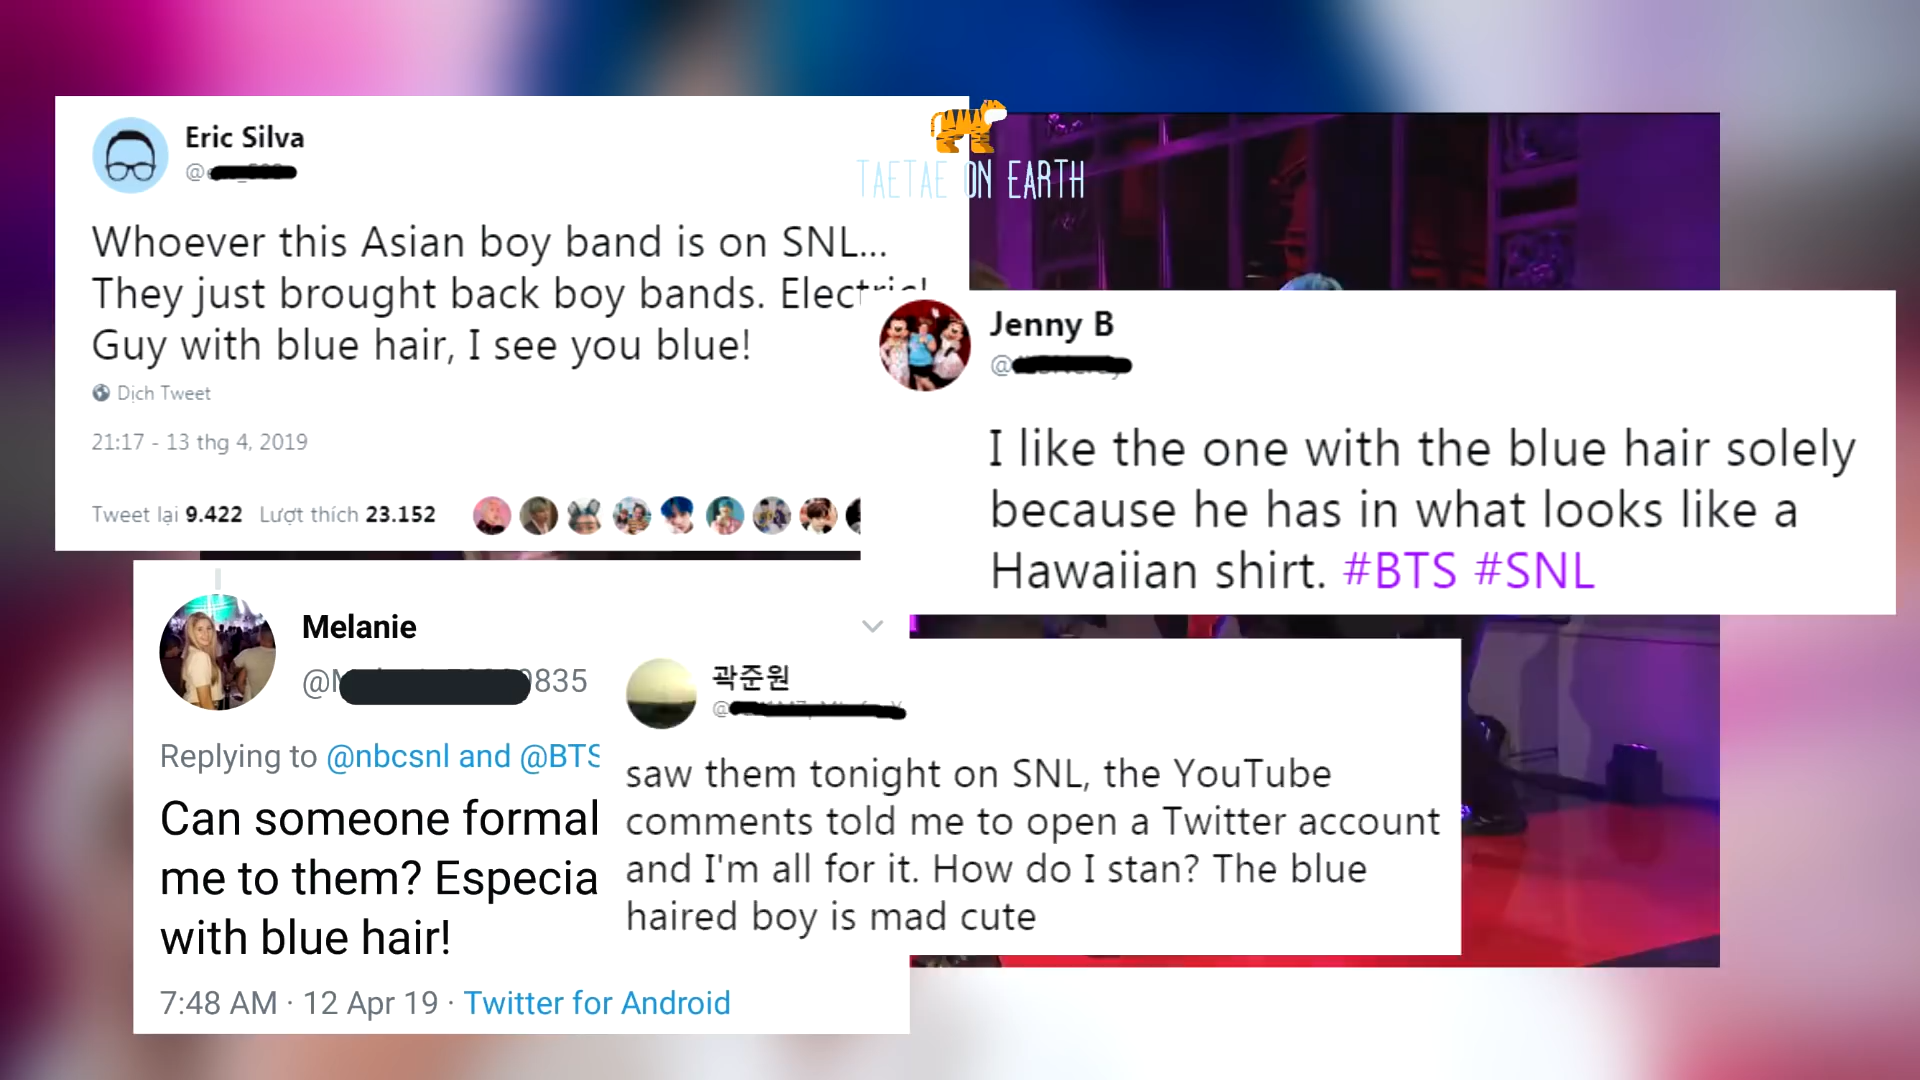 Eric Silva
@
Whoever this Asian boy band is on SNL...
They just brought back boy bands.
Guy with blue hair, I see you blue!
Dịch Tweet
21:17 - 13 thg 4, 2019
Tweet lại 9.422 Lượt thích 23.152
TAETAE ON EARTH
Jenny B
@
I like the one with the blue hair solely
because he has in what looks like a
Hawaiian shirt. #BTS #SNL
Melanie
835
Replying to @nbcsnl and @BTS
Can someone formal
me to them? Especia
with blue hair!
7:48 AM · 12 Apr 19 · Twitter for Android
곽준원
@
saw them tonight on SNL, the YouTube
comments told me to open a Twitter account
and I'm all for it. How do I stan? The blue
haired boy is mad cute